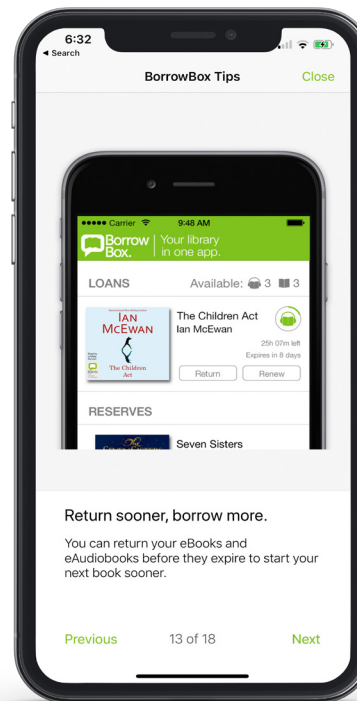 6:32
◀ Search
BorrowBox Tips Close
Carrier 9:48 AM
Borrow Box. Your library in one app.
LOANS Available: 3 3
IAN
MCEWAN
The Children
Act
The Children Act
Ian McEwan
25h 07m left
Expires in 8 days
Return Renew
RESERVES
The
Seven Sisters
Return sooner, borrow more.
You can return your eBooks and
eAudiobooks before they expire to start your
next book sooner.
Previous 13 of 18 Next